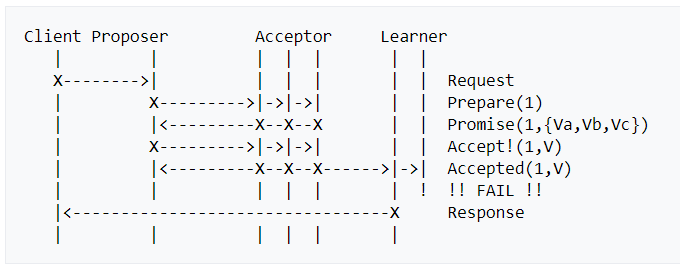 Client Proposer Acceptor Learner
| | | | | | |
X-------->| | | | | | Request
| X--------->|->|->| | | Prepare(1)
| |<---------X--X--X | | Promise(1,{Va,Vb,Vc})
| X--------->|->|->| | | Accept!(1,V)
| |<---------X--X--X------>|->| Accepted(1,V)
| | | | | | ! !! FAIL !!
|<---------------------------------X Response
| | | | | |